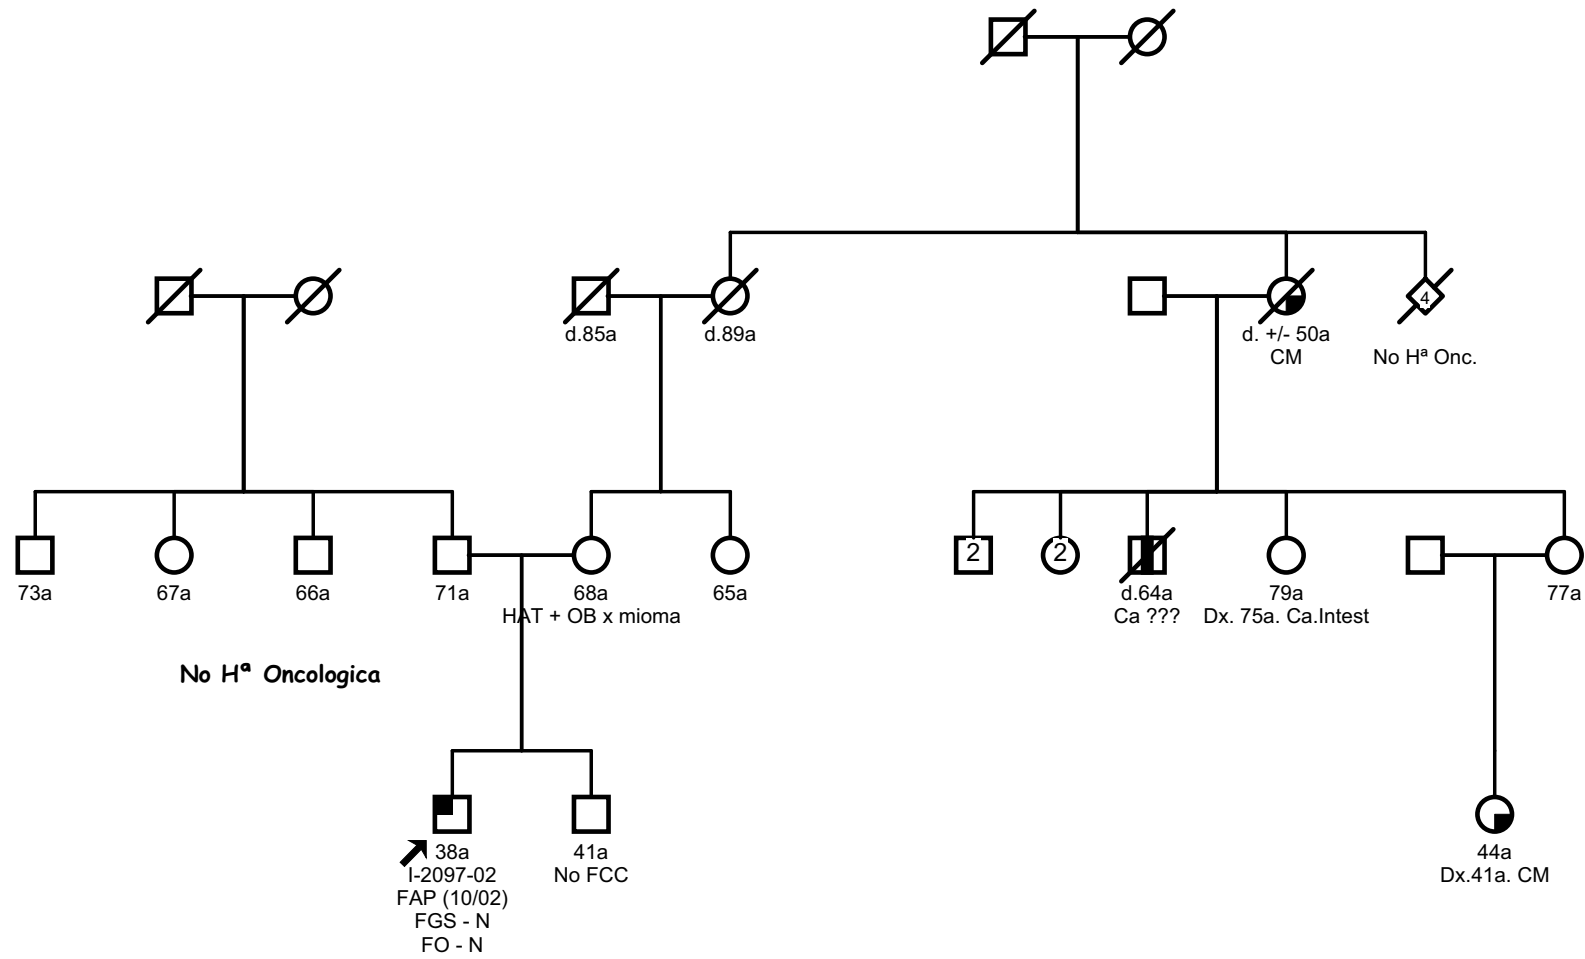 4
d.85a
d.89a
d. +/- 50a
CM
No Hª Onc.
2
2
73a
67a
66a
71a
68a
HAT + OB x mioma
65a
d.64a
Ca ???
79a
Dx. 75a. Ca.Intest
77a
No Hª Oncologica
38a
I-2097-02
FAP (10/02)
FGS - N
FO - N
41a
No FCC
44a
Dx.41a. CM